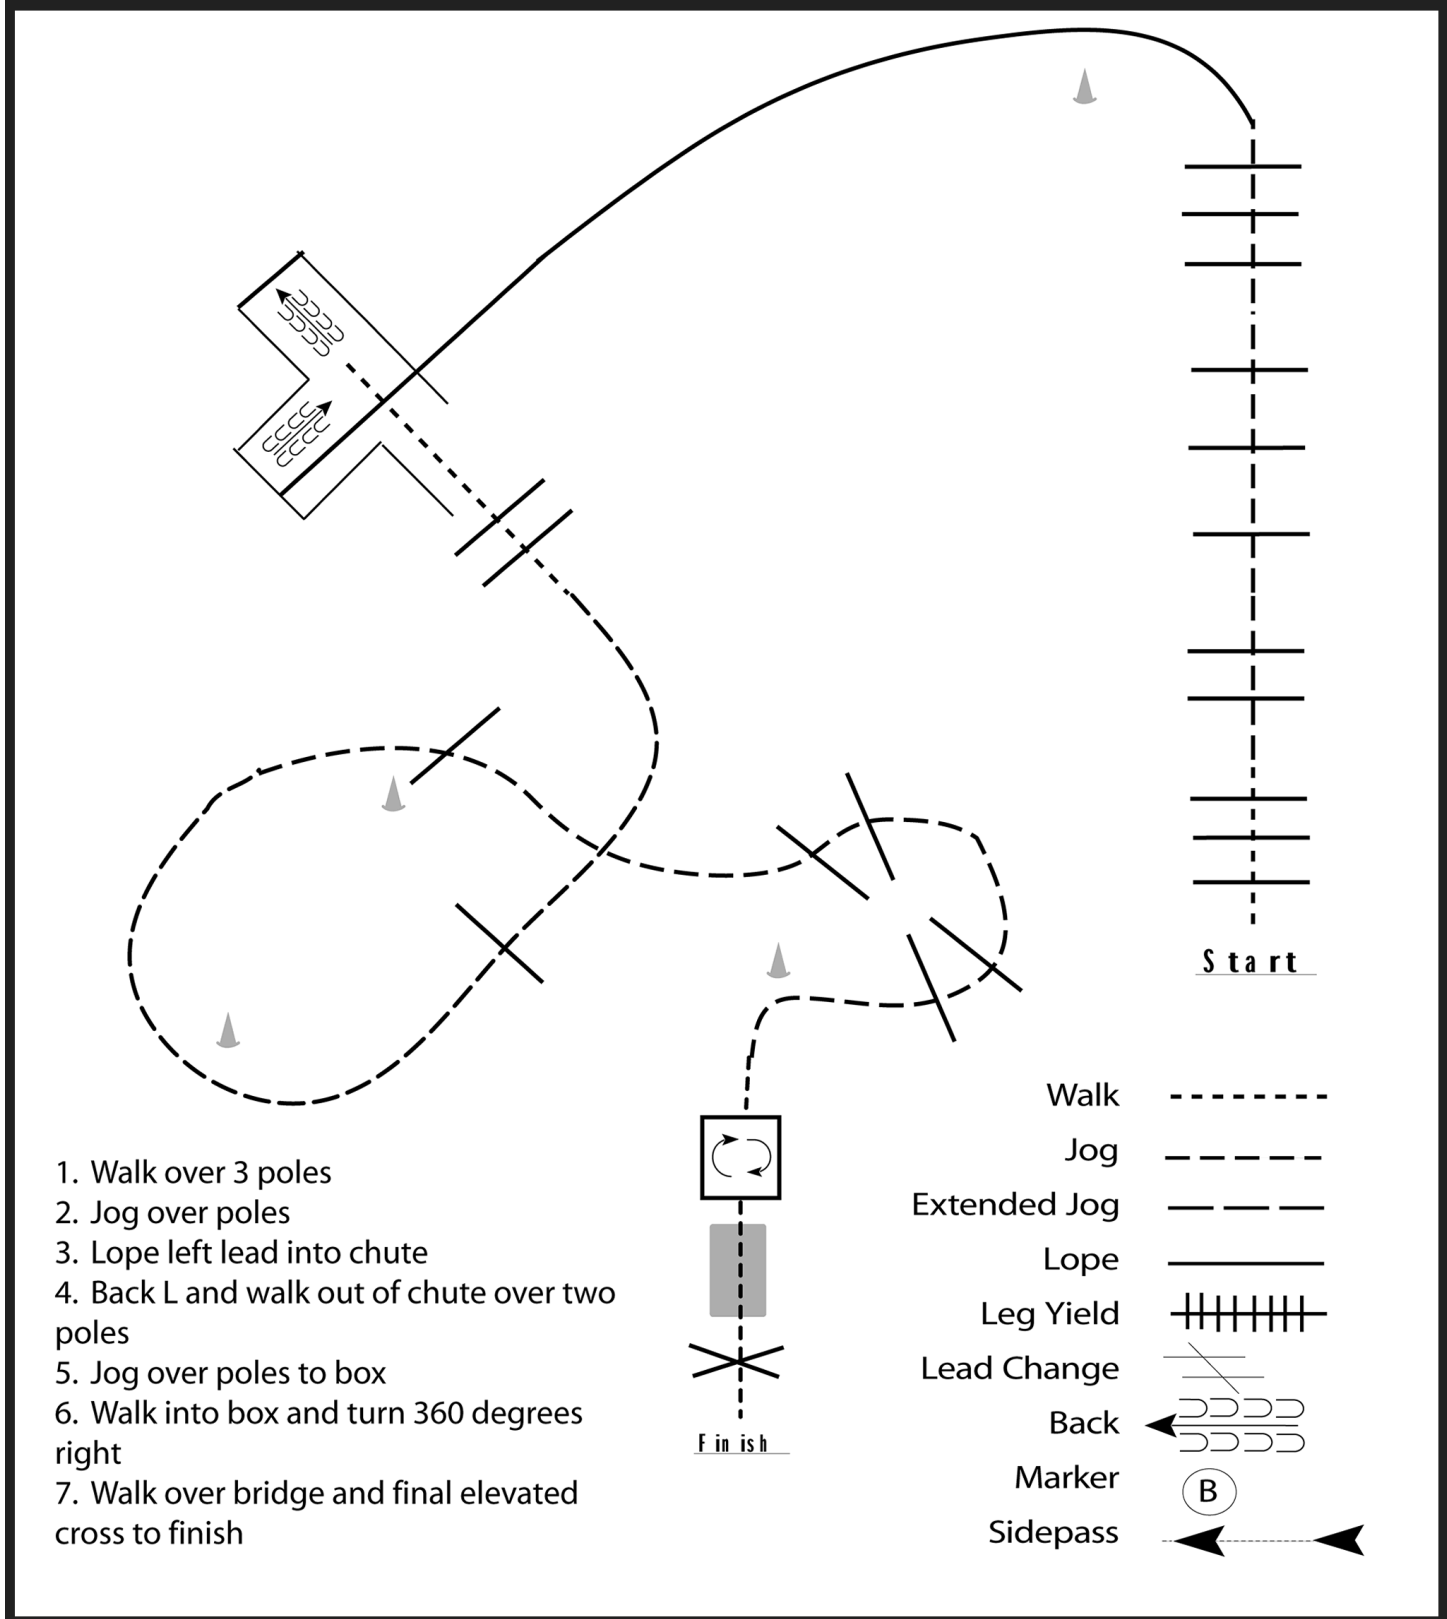 Start
Walk
Jog
Extended Jog
Lope
Leg Yield
Lead Change
Back
Marker
B
Sidepass
1. Walk over 3 poles
2. Jog over poles
3. Lope left lead into chute
4. Back L and walk out of chute over two
poles
5. Jog over poles to box
6. Walk into box and turn 360 degrees
right
7. Walk over bridge and final elevated
cross to finish
Finish